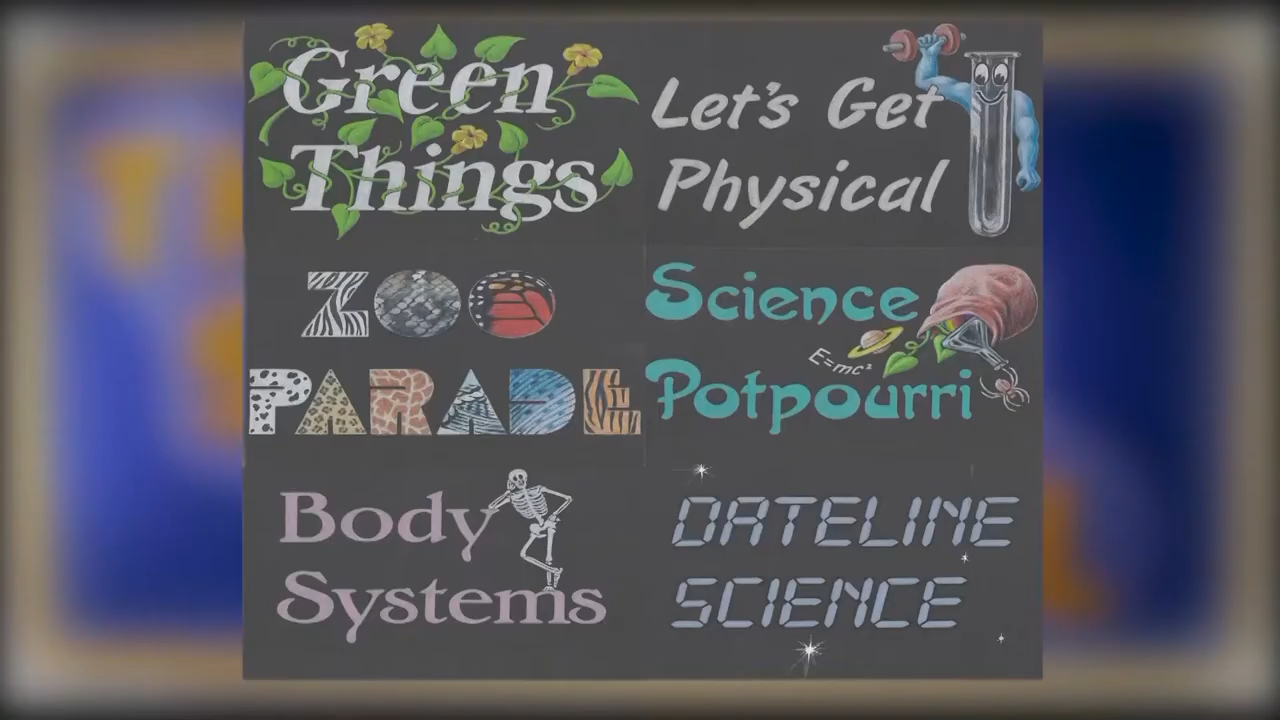 Green
Things
Let's Get
Physical
ZOO
PARADE
Science
E=mc²
Potpourri
Body
Systems
DATELINE
SCIENCE